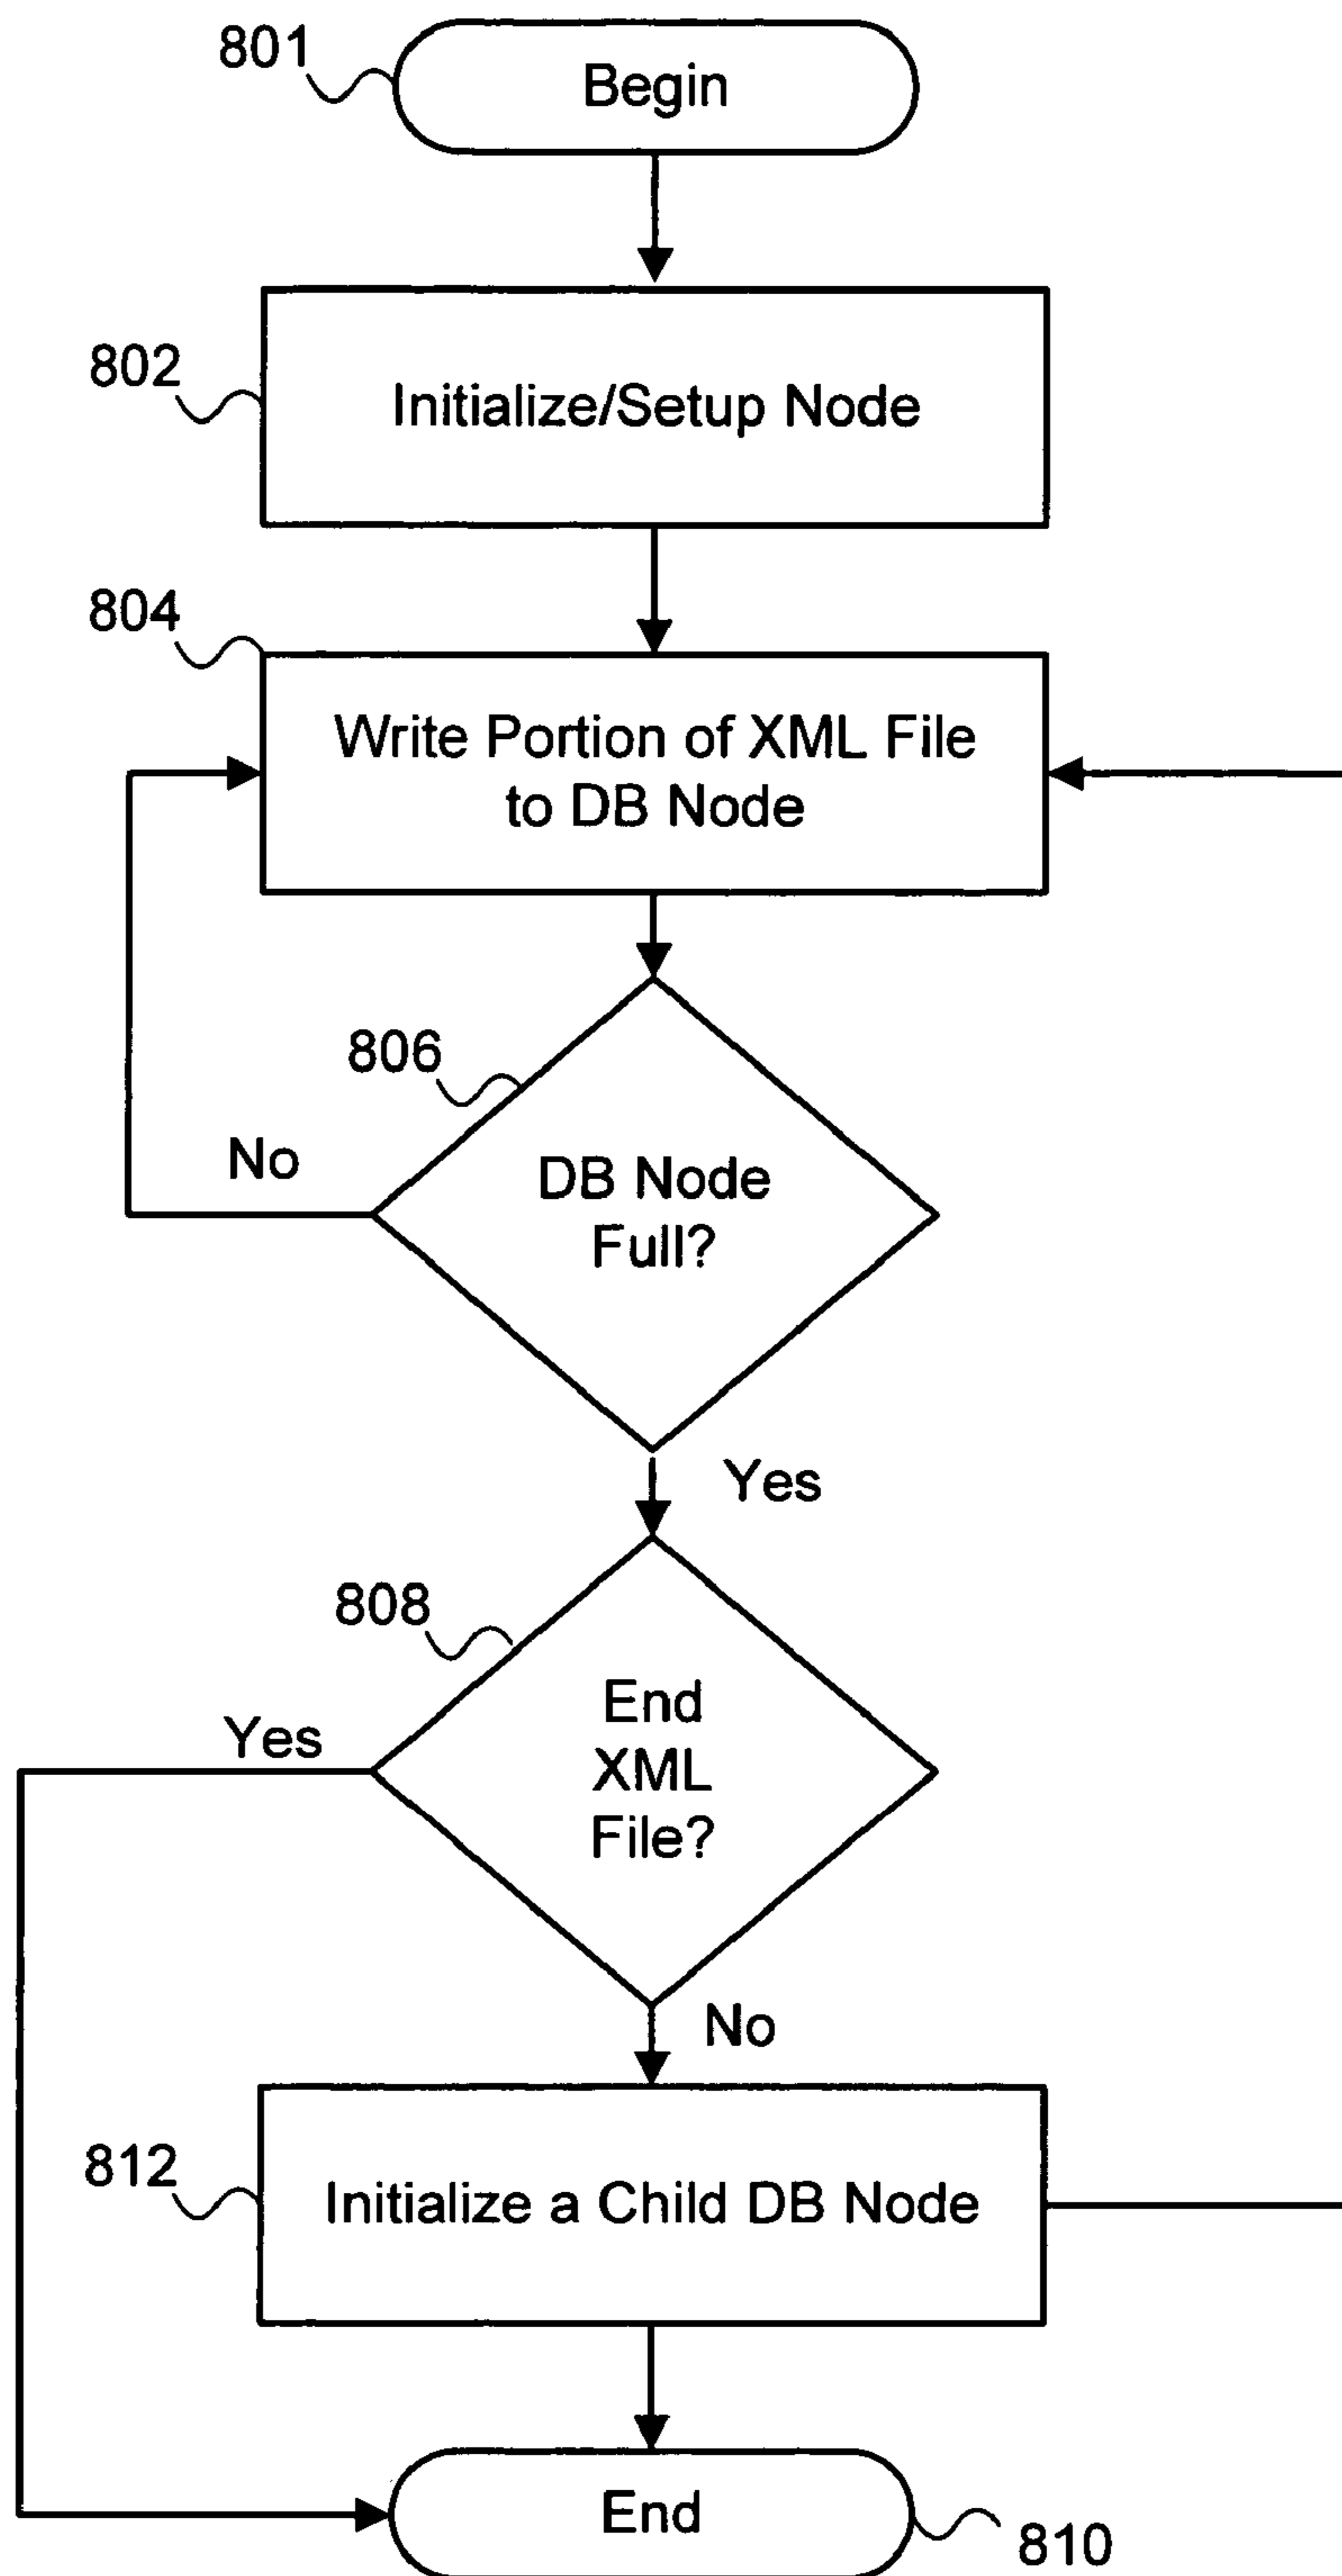 801
Begin
802
Initialize/Setup Node
804
Write Portion of XML File
to DB Node
806
No
DB Node
Full?
Yes
808
Yes
End
XML
File?
No
812
Initialize a Child DB Node
End
810